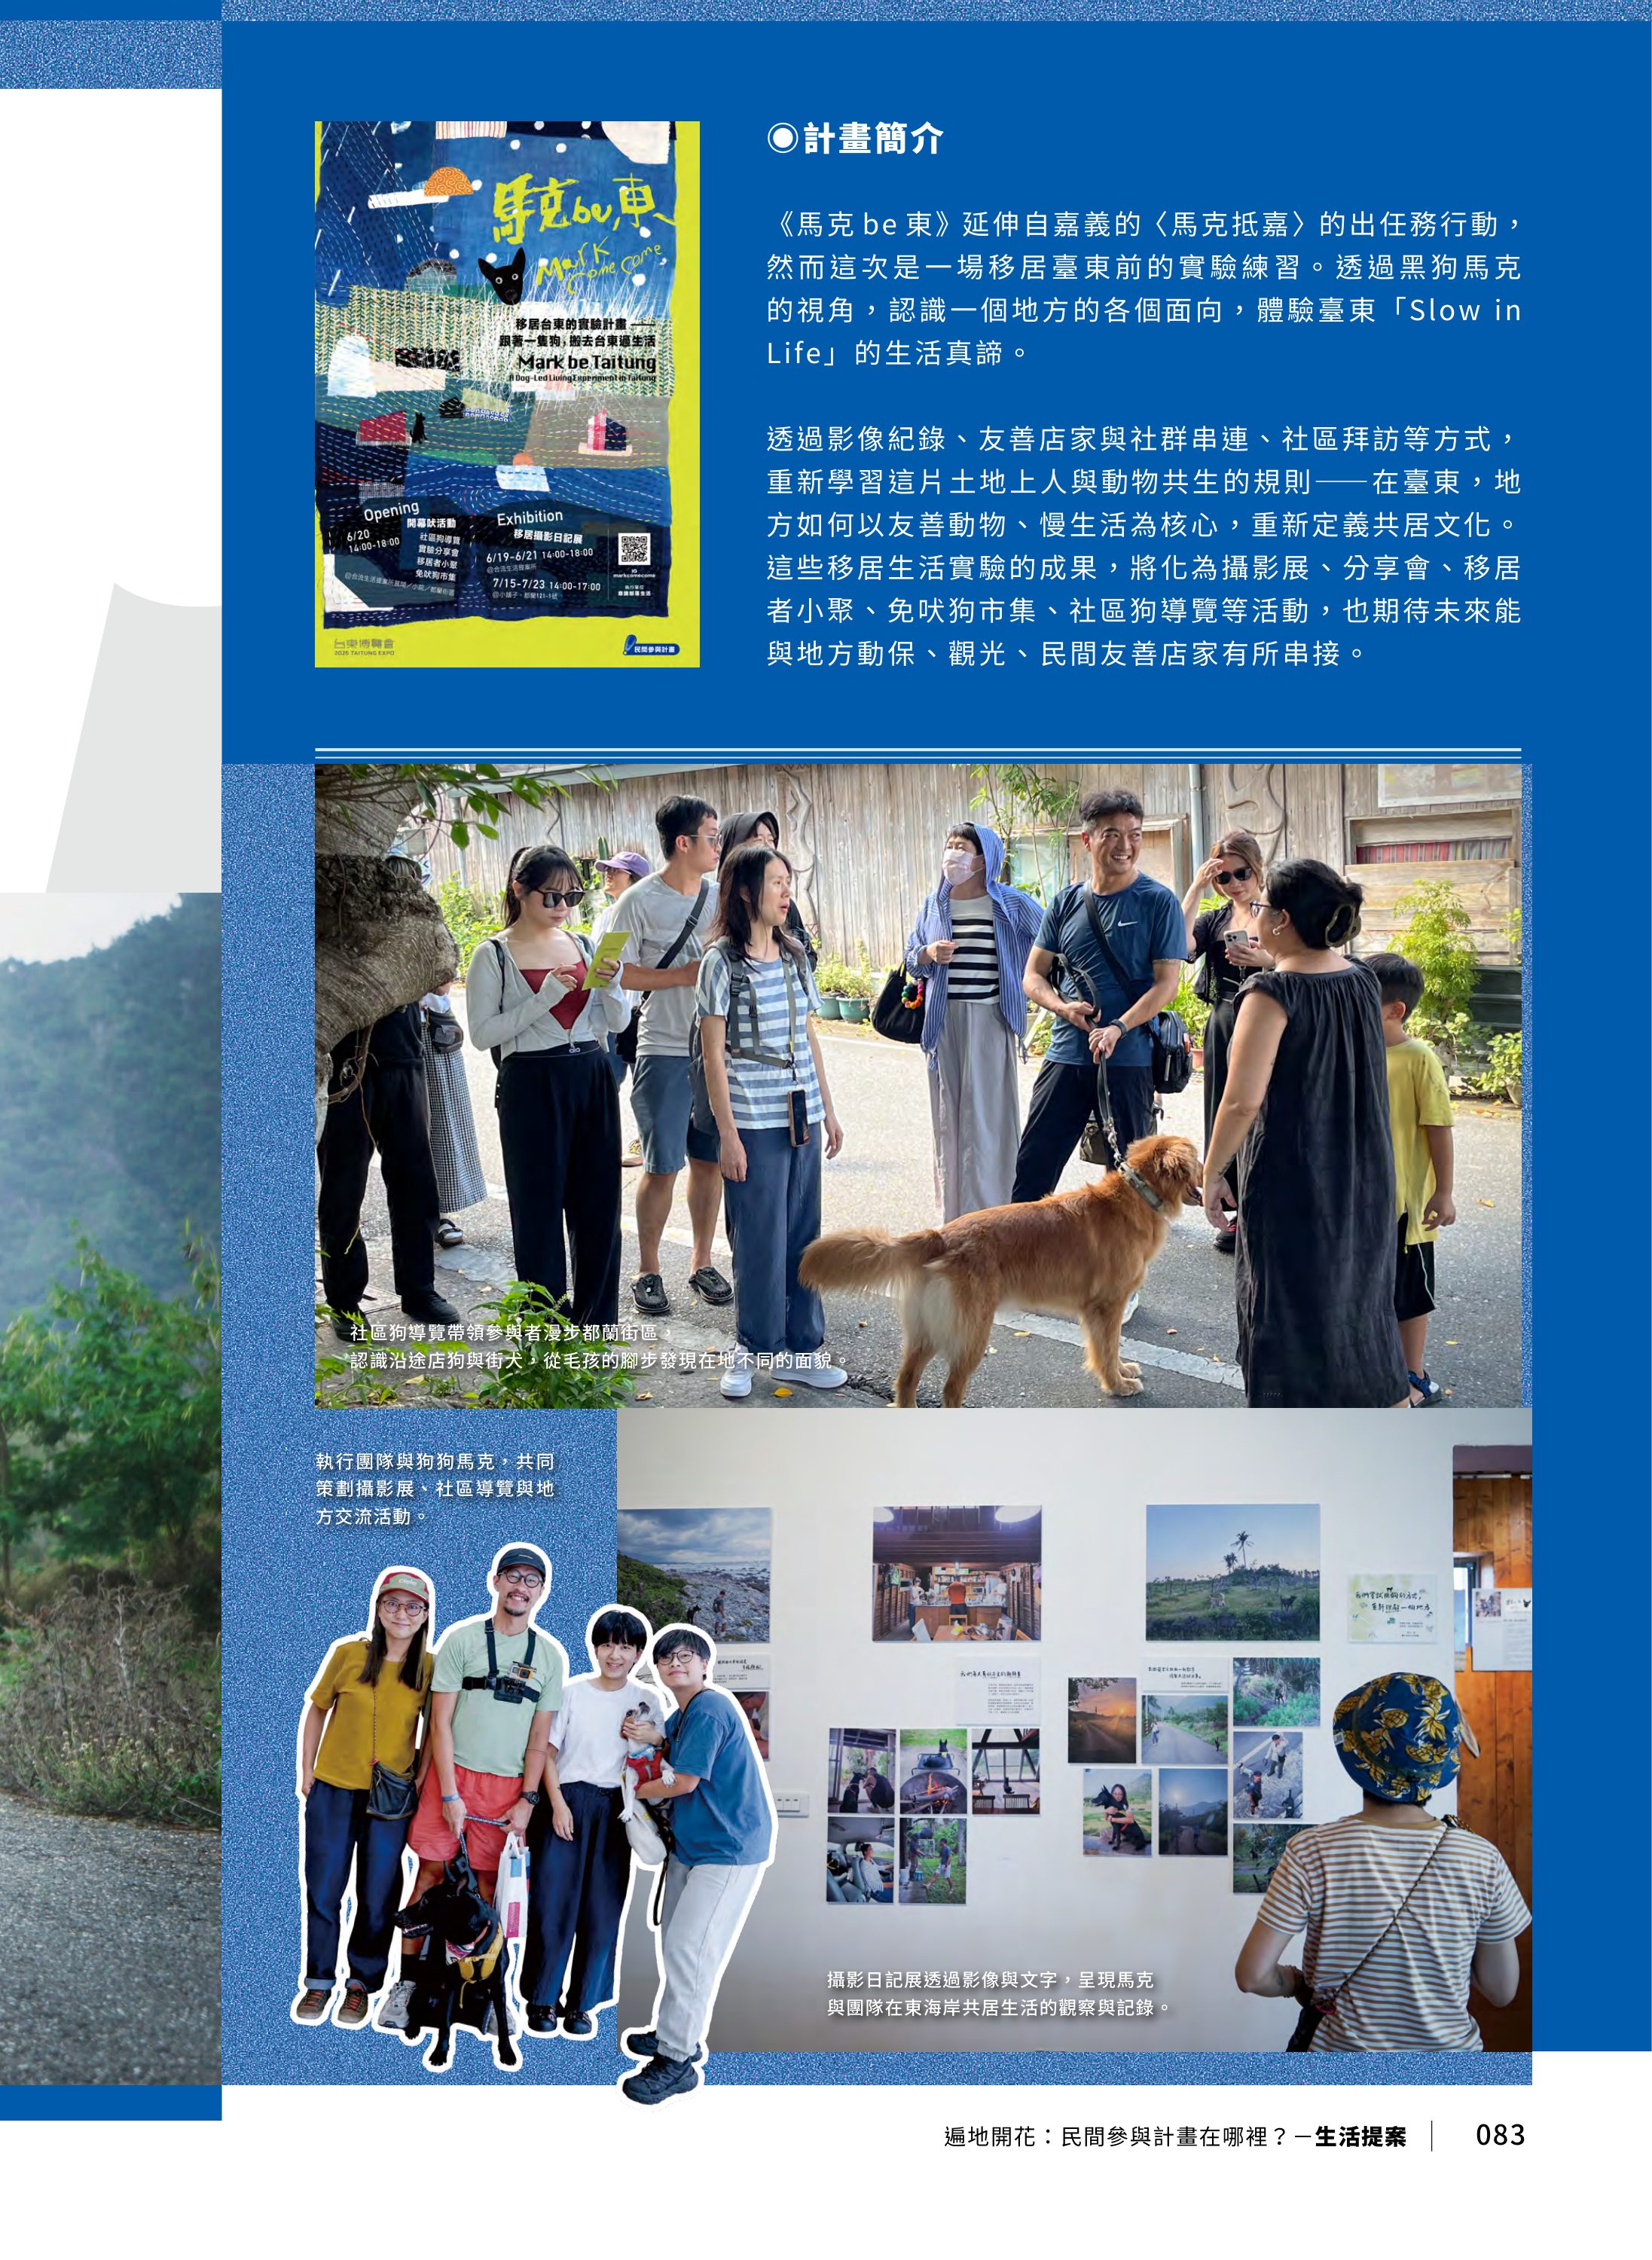 馬克be東
Mark
Come Come
移居台東的實驗計畫——
跟著一隻狗，搬去台東過生活
Mark be Taitung
A Dog-Led Living Experiment in Taitung
Opening
開幕吠活動
6/20
14:00-18:00
社區狗導覽
實驗分享會
移居者小聚
免吠狗市集
Exhibition
移居攝影日記展
6/19-6/21 14:00-18:00
7/15-7/23 14:00-17:00
@小舖子・都蘭121-1號
IG
markcomecome
台東博覽會
2026 TAITUNG EXPO
民間參與計畫
◉計畫簡介
《馬克 be 東》延伸自嘉義的〈馬克抵嘉〉的出任務行動，
然而這次是一場移居臺東前的實驗練習。透過黑狗馬克
的視角，認識一個地方的各個面向，體驗臺東「Slow in
Life」的生活真諦。
透過影像紀錄、友善店家與社群串連、社區拜訪等方式，
重新學習這片土地上人與動物共生的規則——在臺東，地
方如何以友善動物、慢生活為核心，重新定義共居文化。
這些移居生活實驗的成果，將化為攝影展、分享會、移居
者小聚、免吠狗市集、社區狗導覽等活動，也期待未來能
與地方動保、觀光、民間友善店家有所串接。
社區狗導覽帶領參與者漫步都蘭街區，
認識沿途店狗與街犬，從毛孩的腳步發現在地不同的面貌。
執行團隊與狗狗馬克，共同
策劃攝影展、社區導覽與地
方交流活動。
攝影日記展透過影像與文字，呈現馬克
與團隊在東海岸共居生活的觀察與記錄。
遍地開花：民間參與計畫在哪裡？－生活提案 083